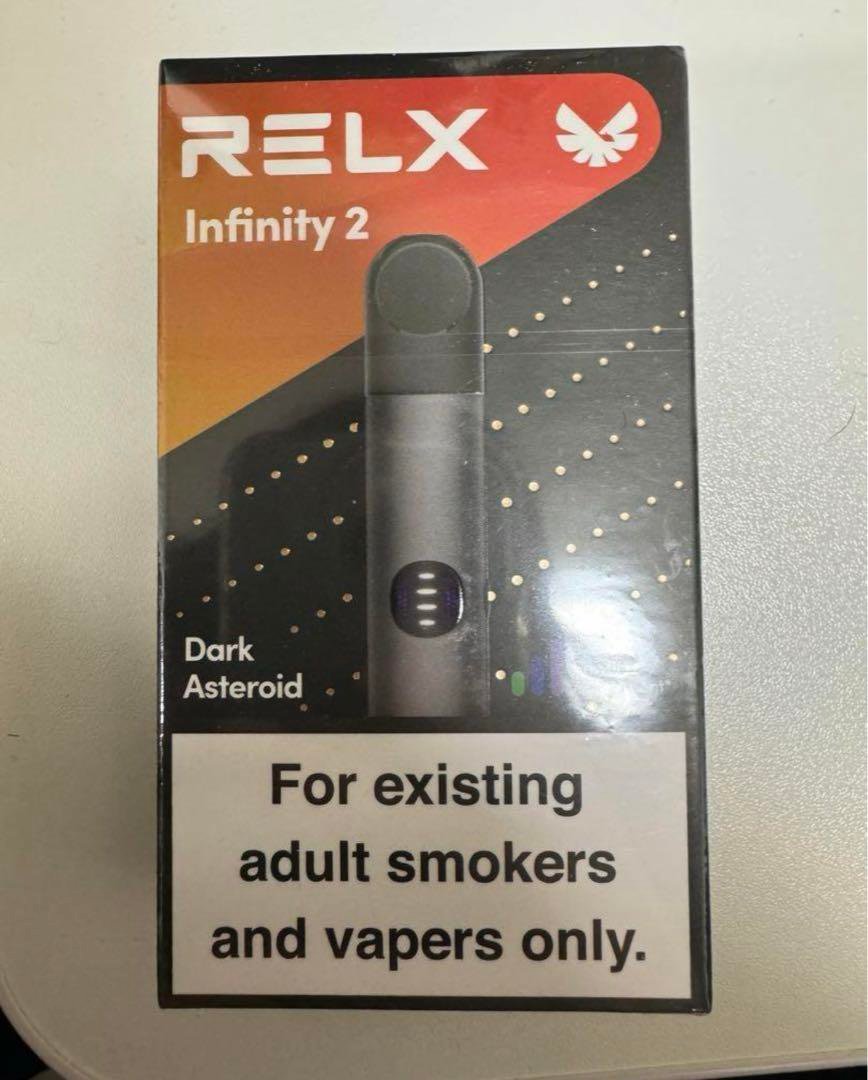 RELX
Infinity 2
Dark
Asteroid
For existing
adult smokers
and vapers only.